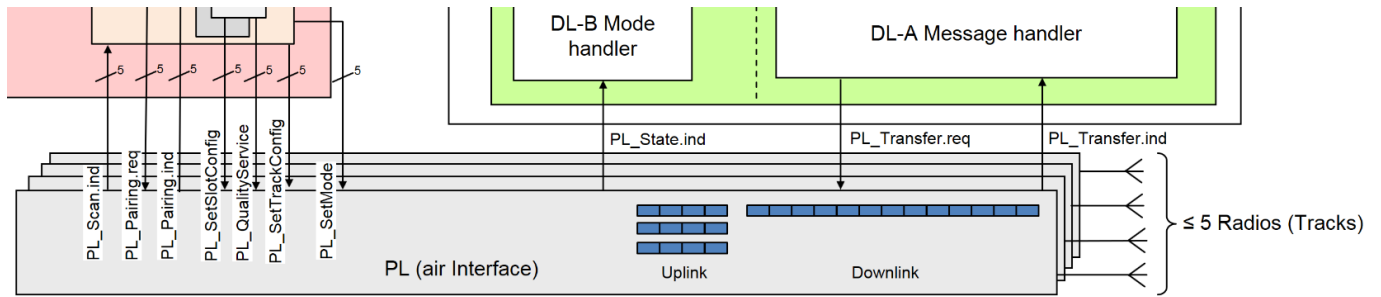 DL-B Mode
handler
DL-A Message handler
5
5
5
5
5
5
5
PL_State.ind
PL_Transfer.req
PL_Transfer.ind
PL_Scan.ind
PL_Pairing.req
PL_Pairing.ind
PL_SetSlotConfig
PL_QualityService
PL_SetTrackConfig
PL_SetMode
≤ 5 Radios (Tracks)
PL (air Interface)
Uplink
Downlink